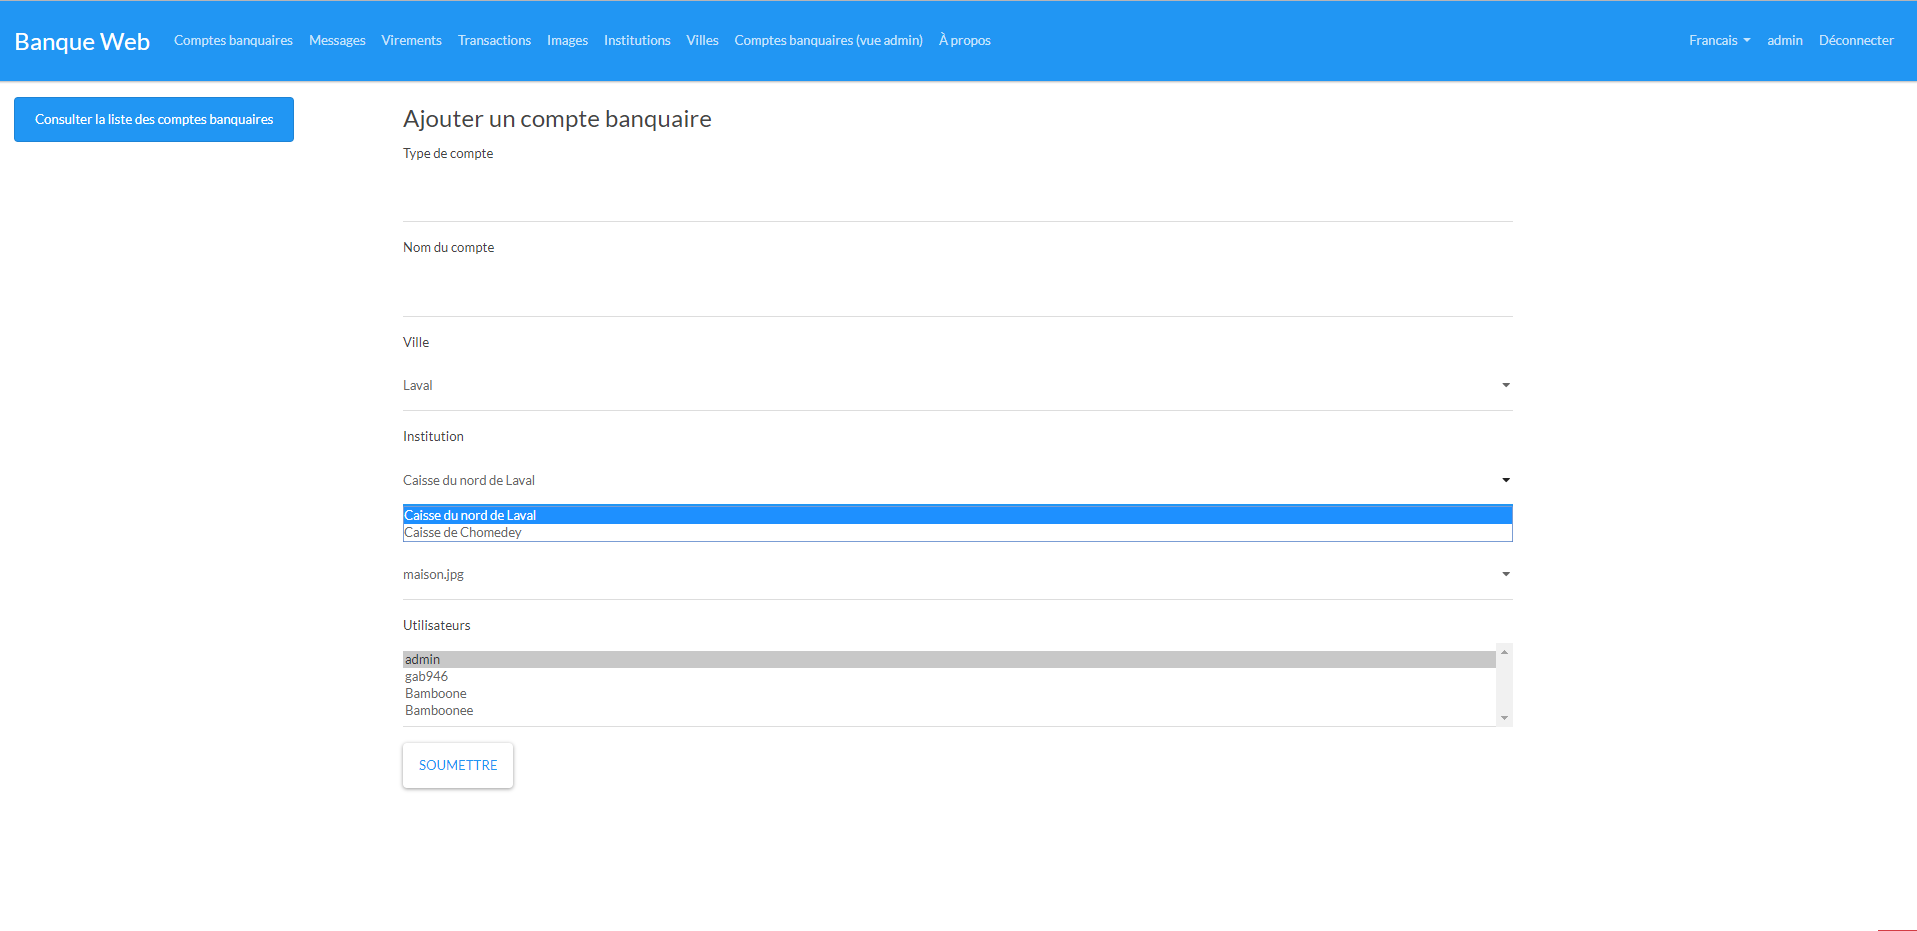 Banque Web Comptes banquaires Messages Virements Transactions Images Institutions Villes Comptes banquaires (vue admin) À propos Francais admin Déconnecter
Consulter la liste des comptes banquaires
Ajouter un compte banquaire
Type de compte
Nom du compte
Ville
Laval
Institution
Caisse du nord de Laval
Caisse du nord de Laval
Caisse de Chomedey
maison.jpg
Utilisateurs
admin
gab946
Bamboone
Bamboonee
SOUMETTRE